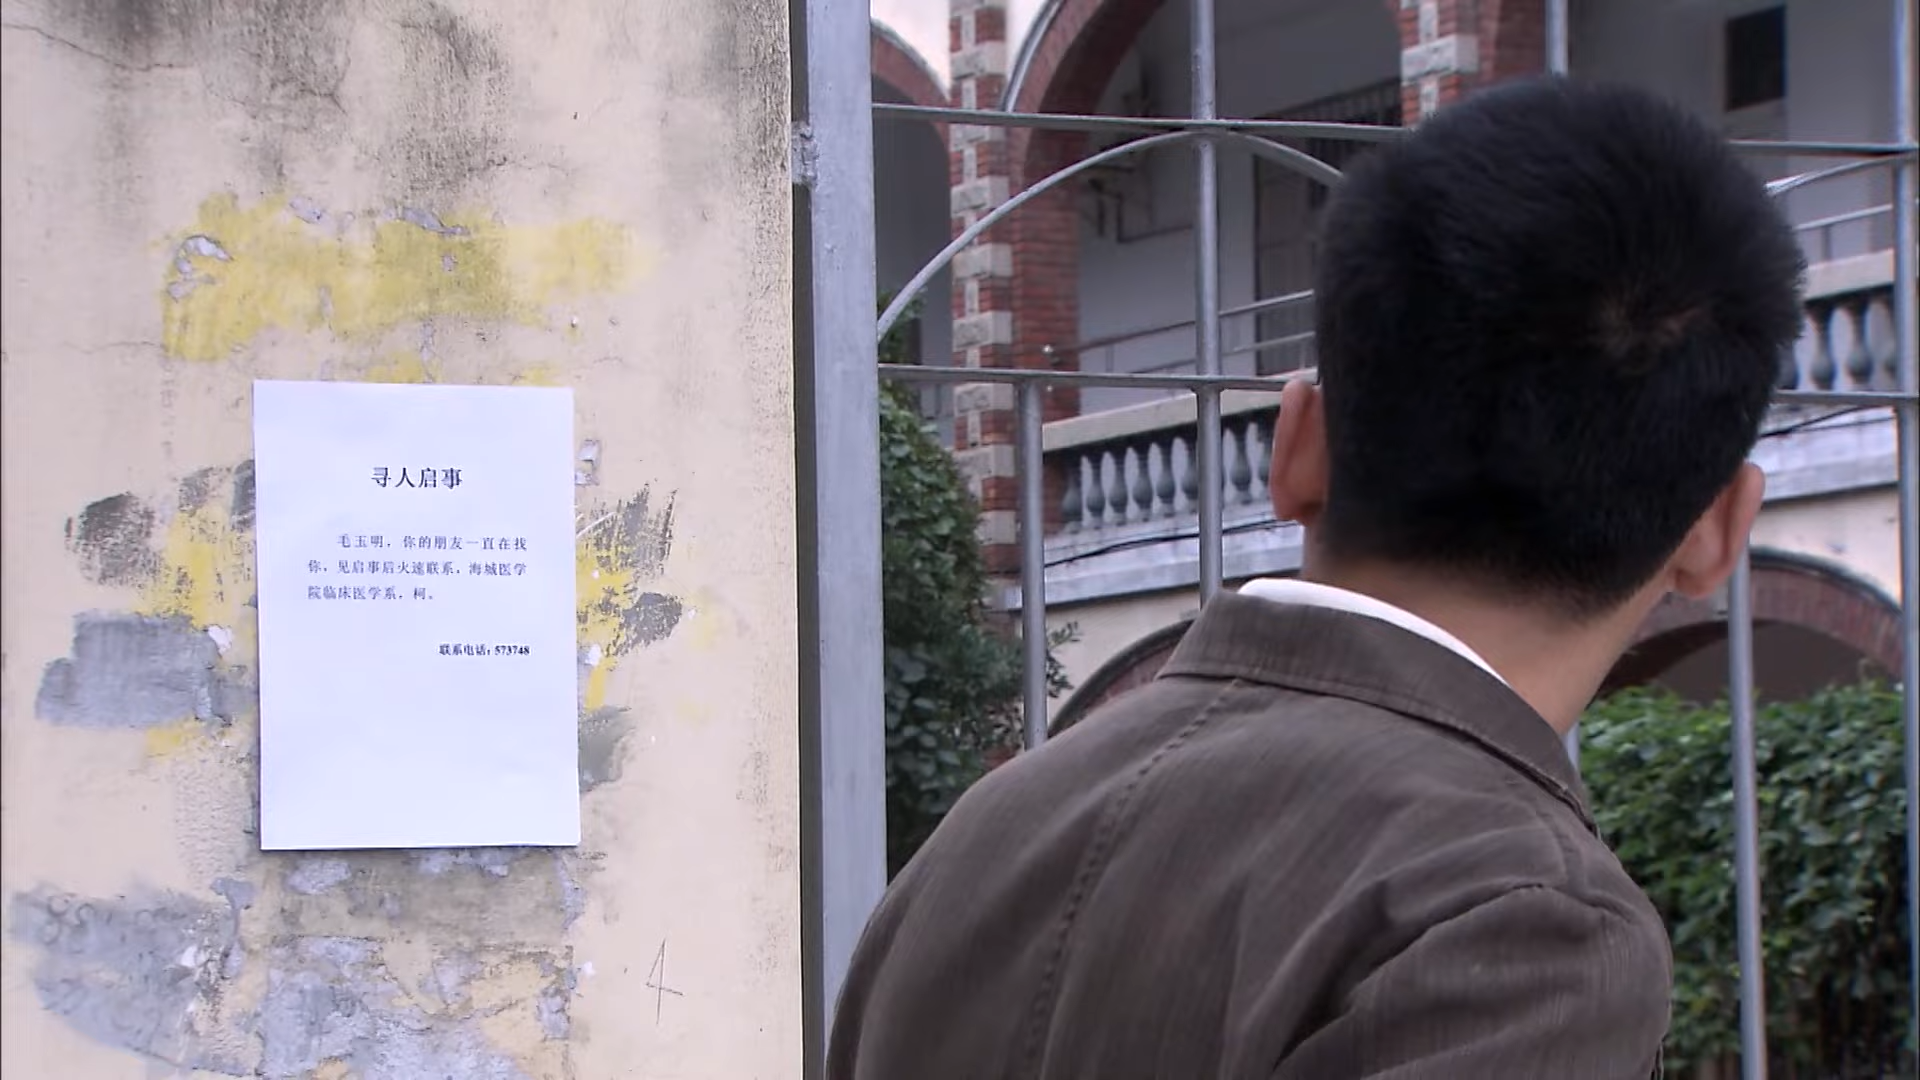 寻人启事
毛玉明，你的朋友一直在找
你，见启事后火速联系，海城医学
院临床医学系，柯。
联系电话：573748